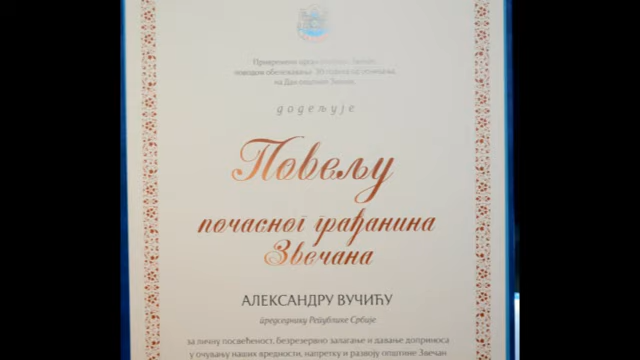 Привремени орган општине Звечан
поводом обележавања
на Дан општине Звечан,
додељује
Повељу
почасног грађанина
Звечана
АЛЕКСАНДРУ ВУЧИЋУ
председнику Републике Србије
за личну посвећеност, безрезервно залагање и давање доприноса
у очувању наших вредности, напретку и развоју општине Звечан